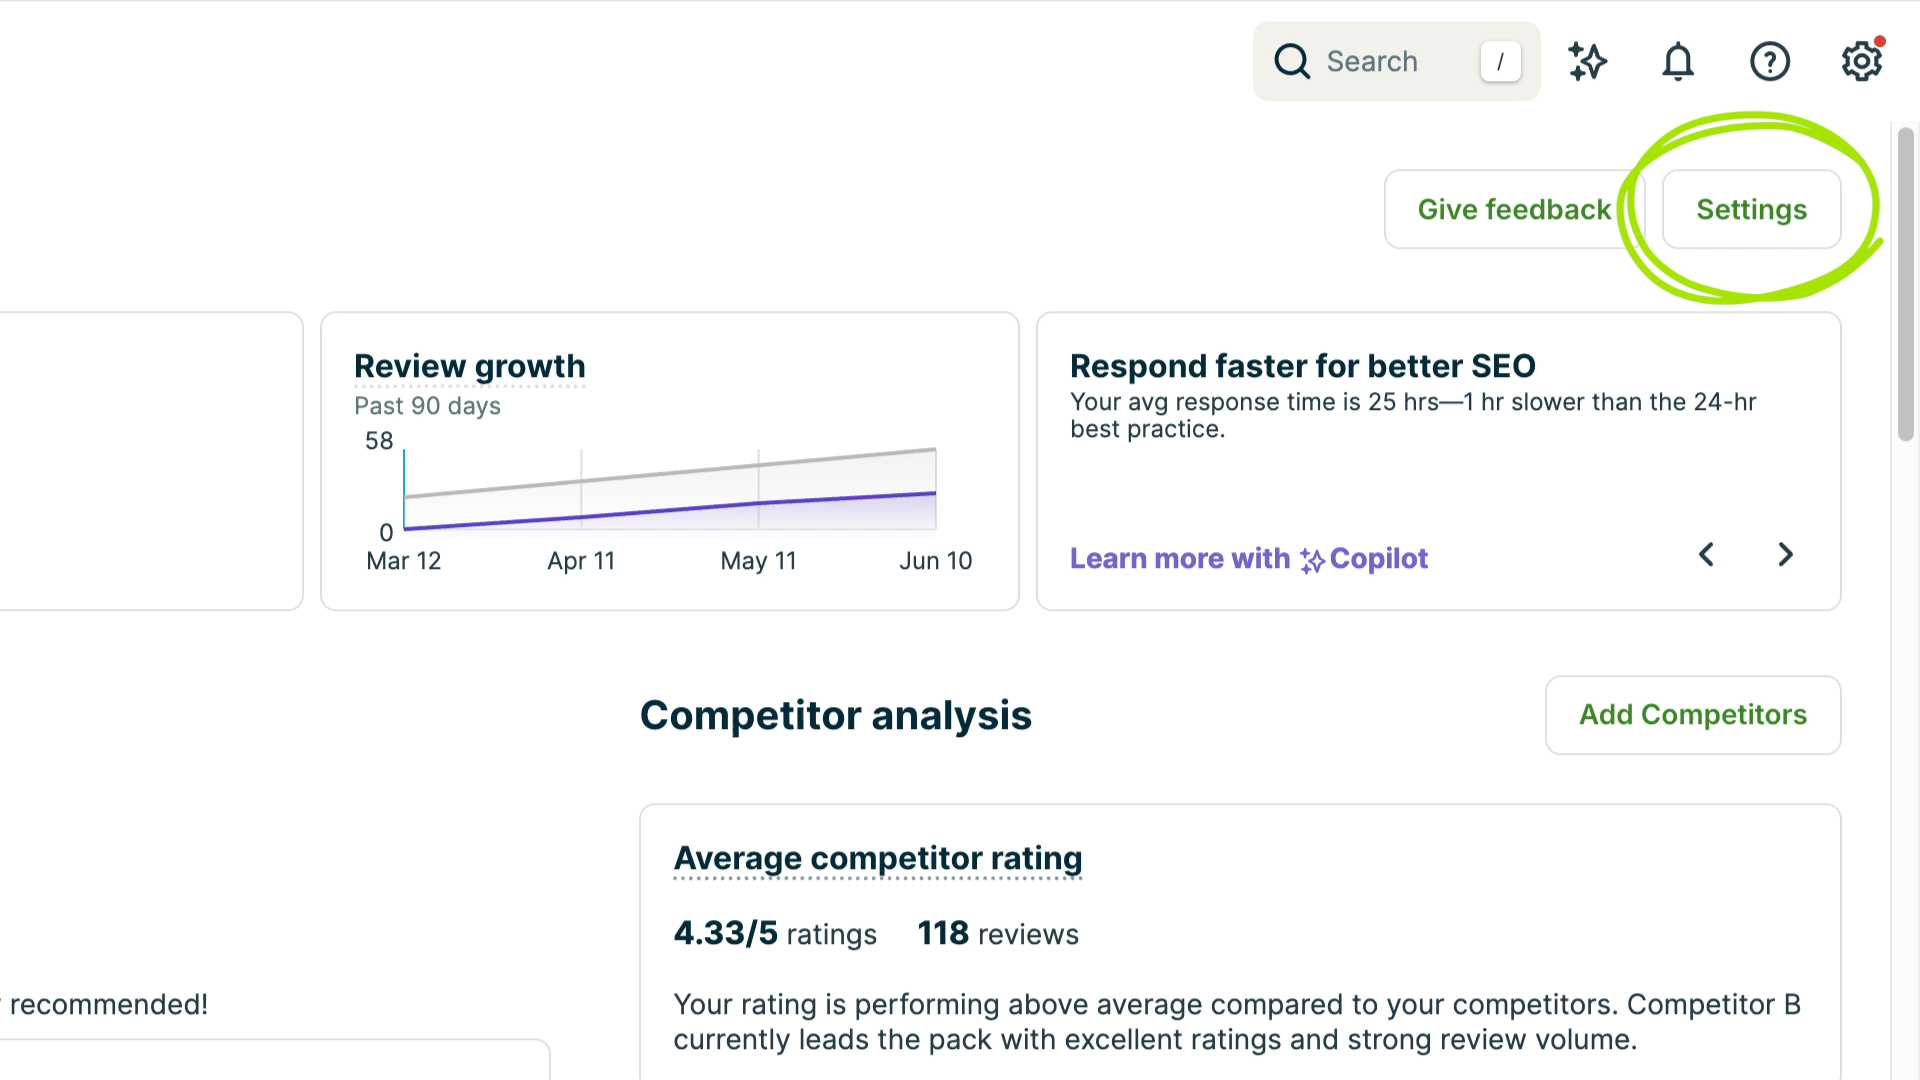 Search
/
Give feedback
Settings
Review growth
Past 90 days
58
0
Mar 12
Apr 11
May 11
Jun 10
Respond faster for better SEO
Your avg response time is 25 hrs—1 hr slower than the 24-hr
best practice.
Learn more with Copilot
Competitor analysis
Add Competitors
Average competitor rating
4.33/5 ratings
118 reviews
Your rating is performing above average compared to your competitors. Competitor B
currently leads the pack with excellent ratings and strong review volume.
recommended!